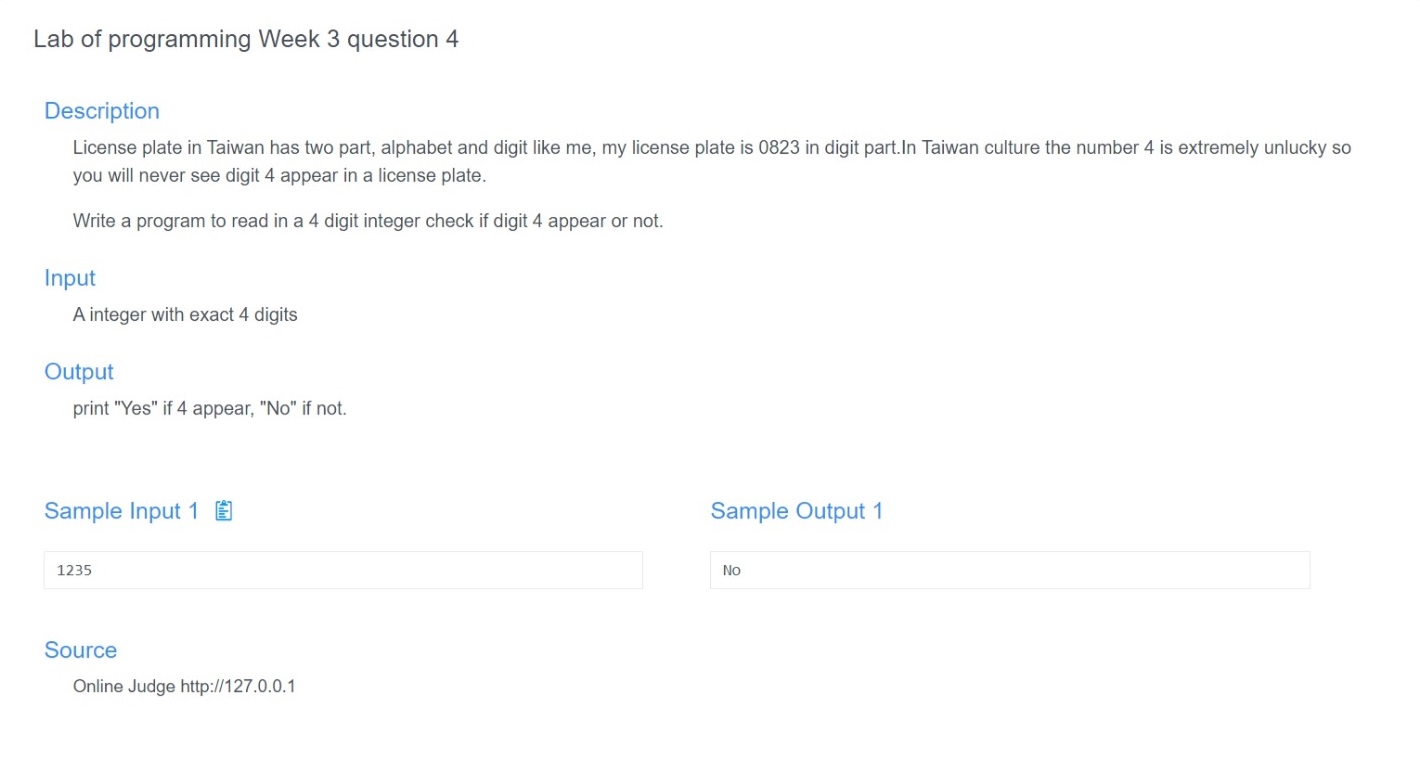 Lab of programming Week 3 question 4
Description
License plate in Taiwan has two part, alphabet and digit like me, my license plate is 0823 in digit part.In Taiwan culture the number 4 is extremely unlucky so
you will never see digit 4 appear in a license plate.
Write a program to read in a 4 digit integer check if digit 4 appear or not.
Input
A integer with exact 4 digits
Output
print "Yes" if 4 appear, "No" if not.
Sample Input 1
Sample Output 1
1235
No
Source
Online Judge http://127.0.0.1